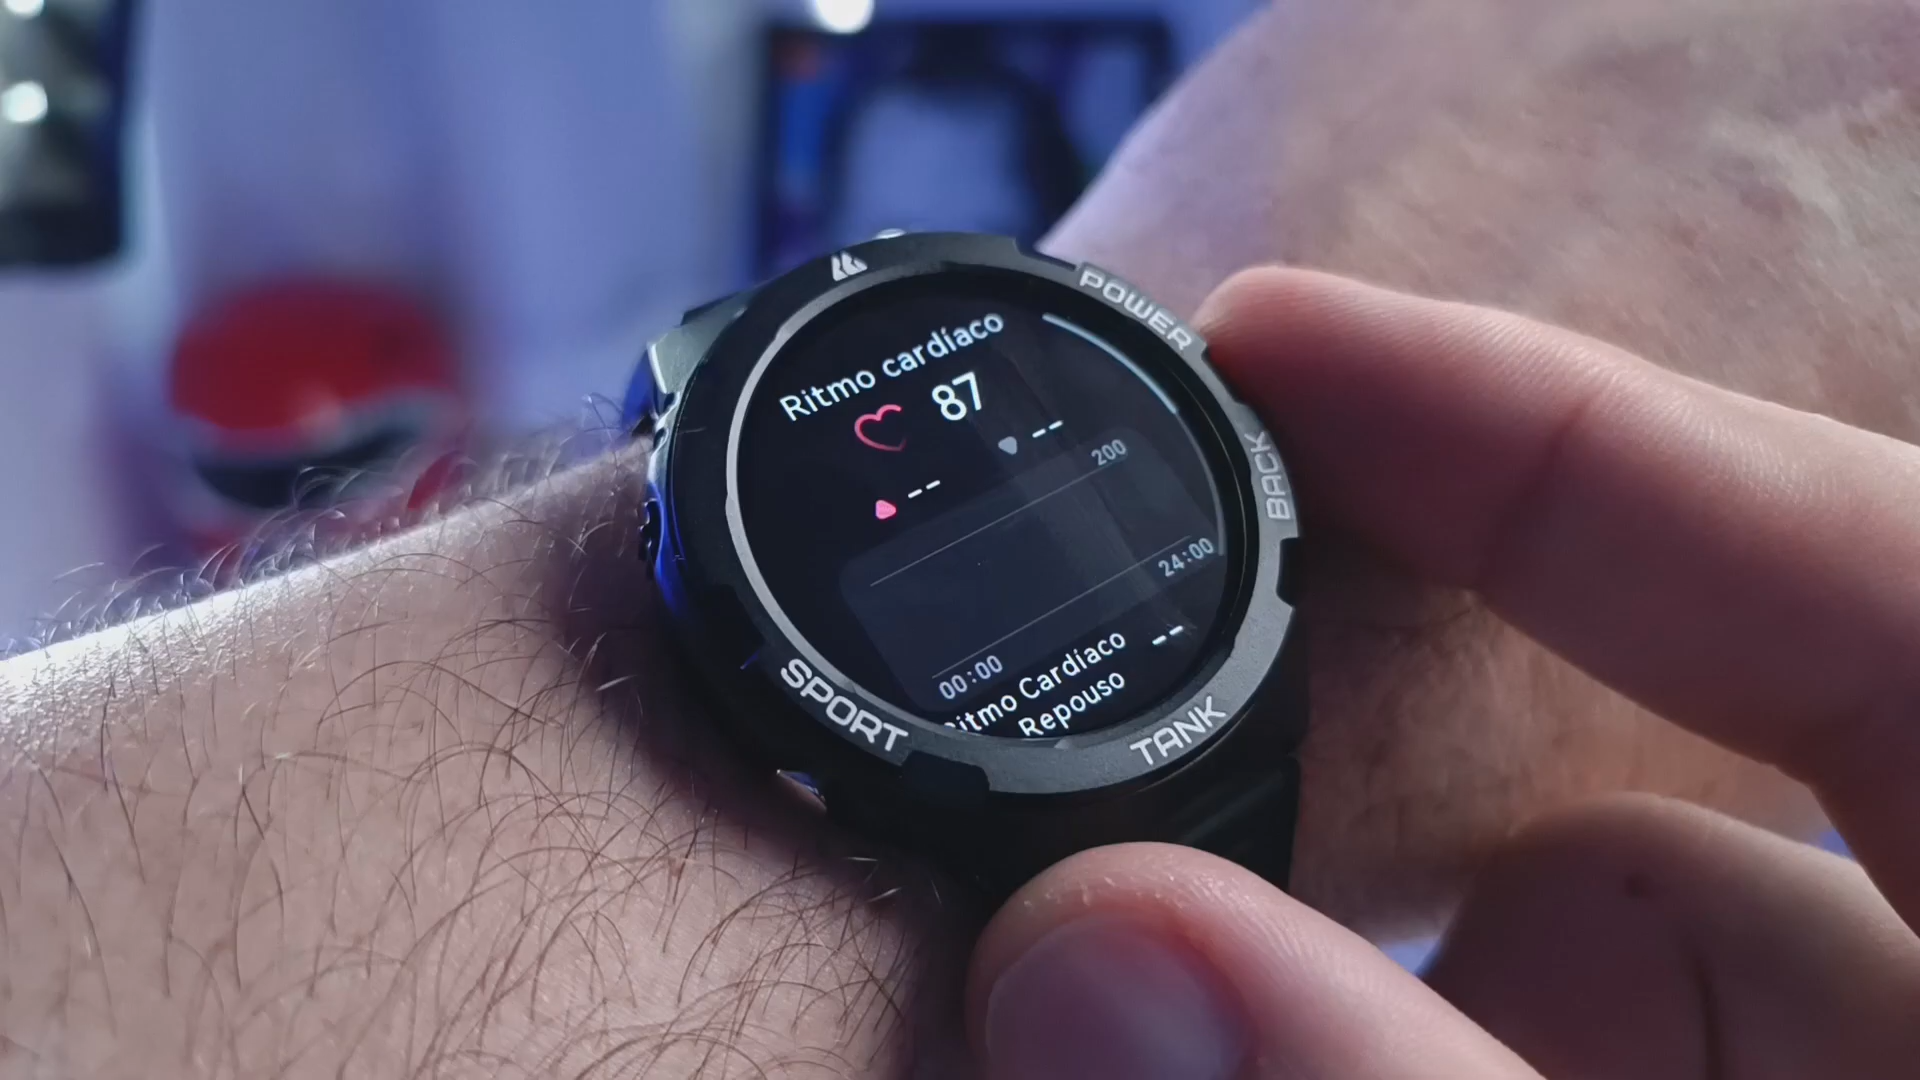 POWER
BACK
Ritmo cardíaco
87
--
--
200
24:00
00:00
Ritmo Cardíaco
Repouso
--
SPORT
TANK